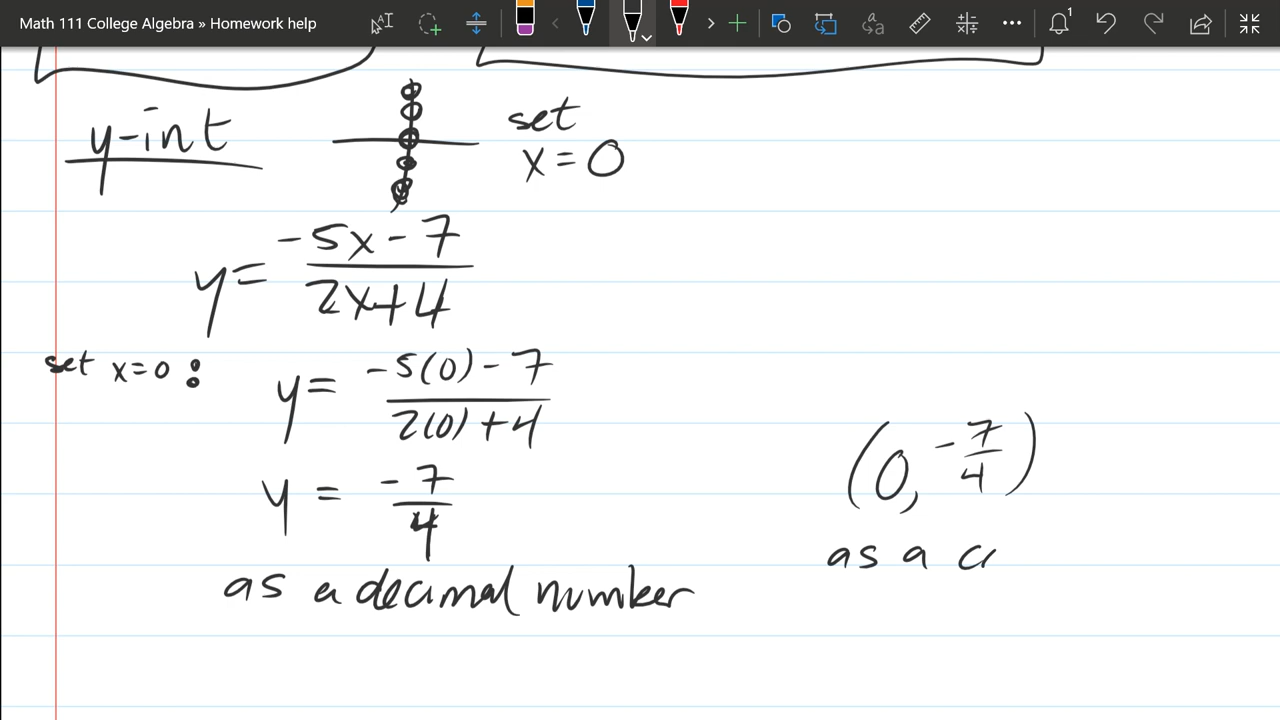 Math 111 College Algebra » Homework help
1
y-int
set
x = 0
y = (-5x - 7)/(2x + 4)
set x=0 :
y = (-5(0) - 7)/(2(0) + 4)
y = -7/4
as a decimal number
(0, -7/4)
as a c